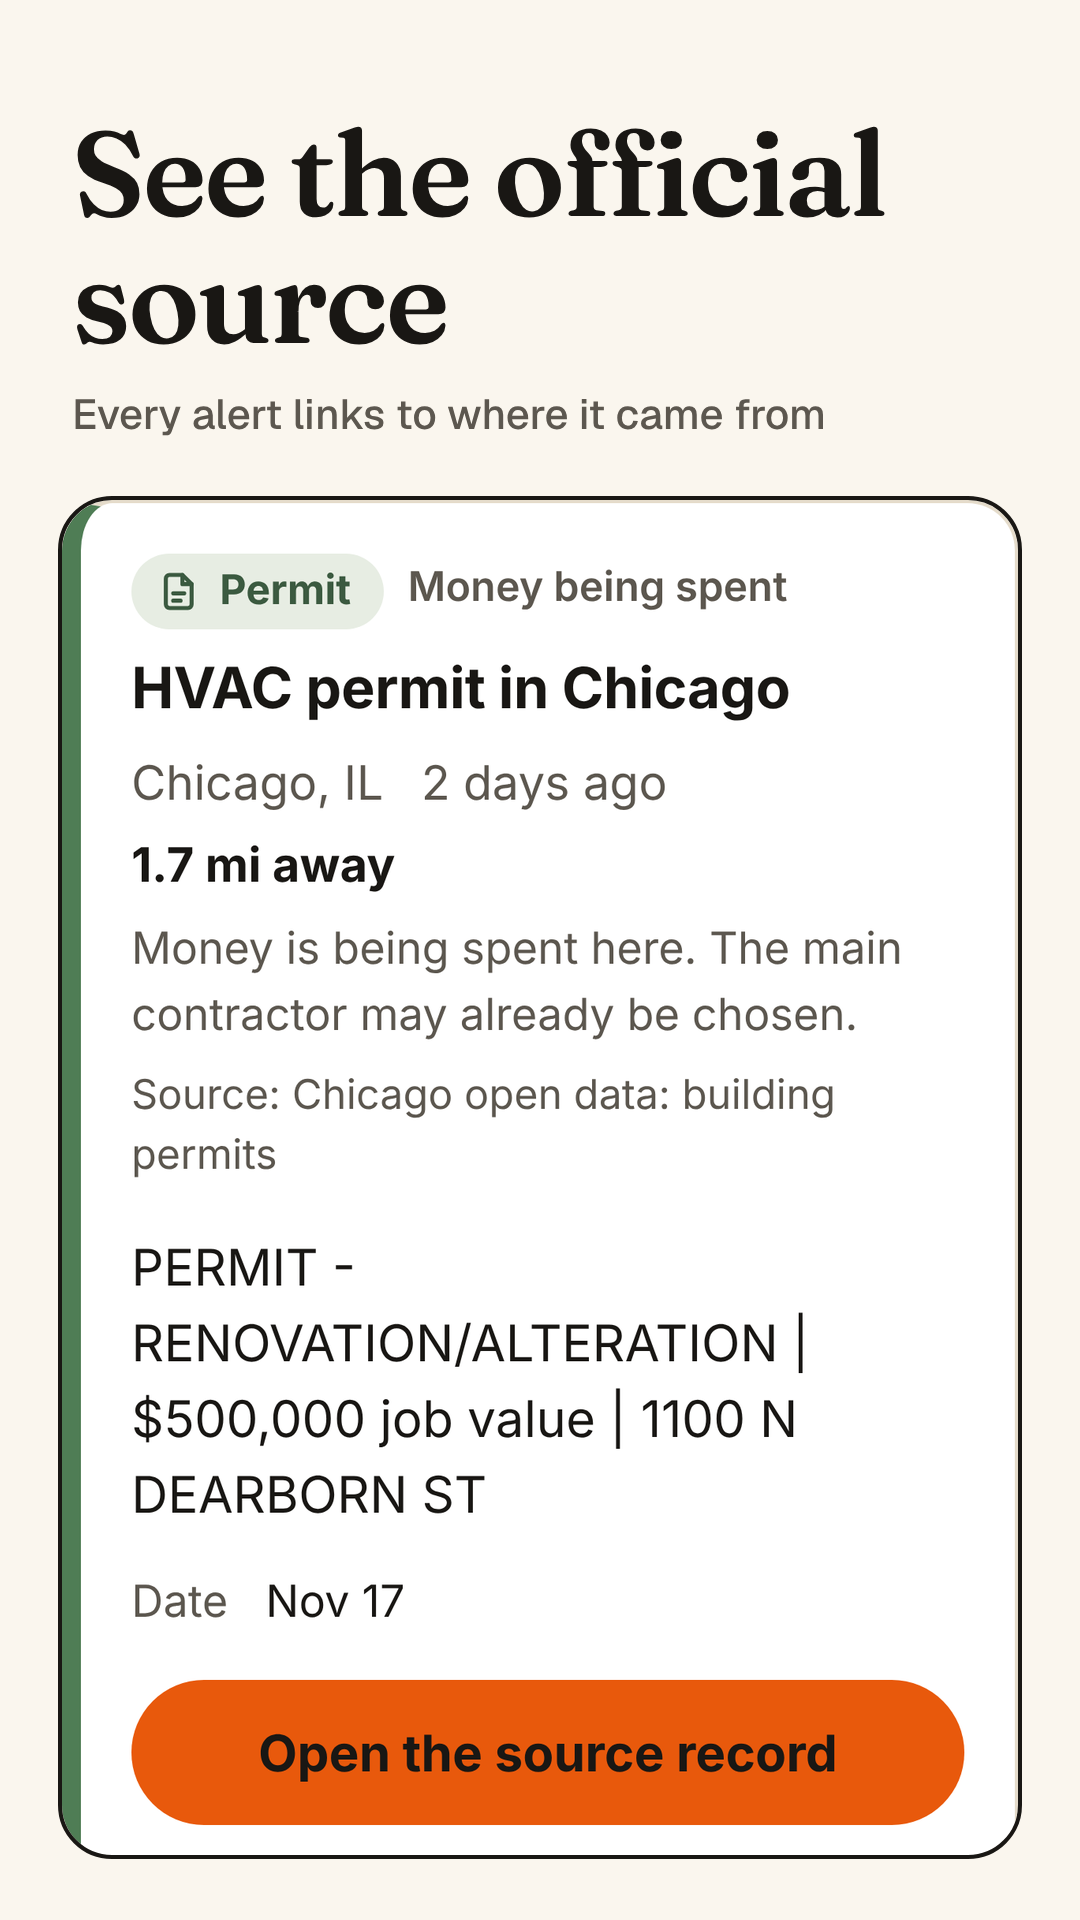 See the official
source
Every alert links to where it came from
Permit Money being spent
HVAC permit in Chicago
Chicago, IL 2 days ago
1.7 mi away
Money is being spent here. The main
contractor may already be chosen.
Source: Chicago open data: building
permits
PERMIT -
RENOVATION/ALTERATION |
$500,000 job value | 1100 N
DEARBORN ST
Date Nov 17
Open the source record